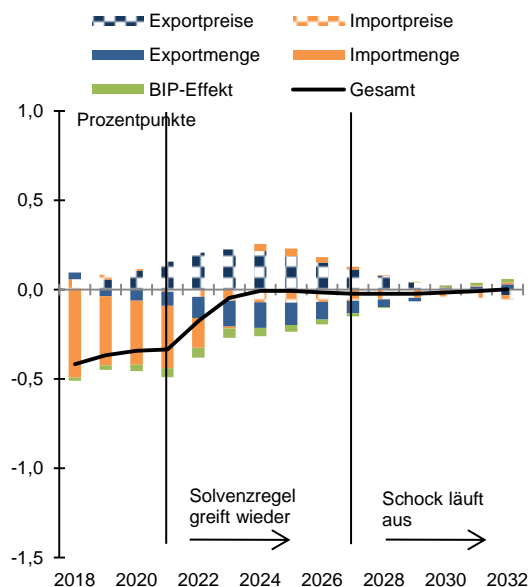 Exportpreise Importpreise
Exportmenge Importmenge
BIP-Effekt Gesamt
1,0
Prozentpunkte
0,5
0,0
-0,5
-1,0
Solvenzregel Schock läuft
greift wieder aus
-1,5
2018 2020 2022 2024 2026 2028 2030 2032